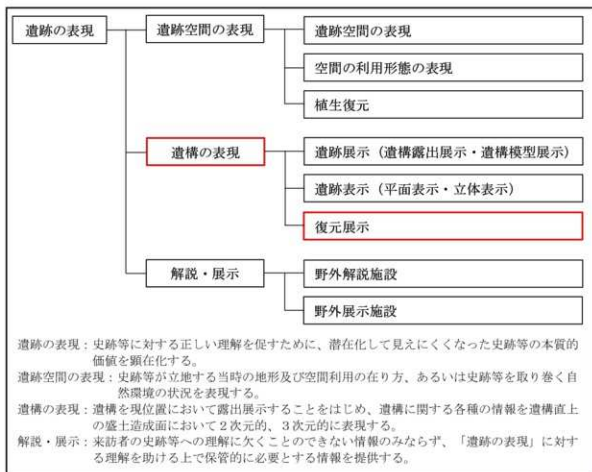 遺跡の表現
遺跡空間の表現
遺跡空間の表現
空間の利用形態の表現
植生復元
遺構の表現
遺跡展示（遺構露出展示・遺構模型展示）
遺跡表示（平面表示・立体表示）
復元展示
解説・展示
野外解説施設
野外展示施設
遺跡の表現：史跡等に対する正しい理解を促すために、潜在化して見えにくくなった史跡等の本質的
価値を顕在化する。
遺跡空間の表現：史跡等が立地する当時の地形及び空間利用の在り方、あるいは史跡等を取り巻く自
然環境の状況を表現する。
遺構の表現：遺構を現位置において露出展示することをはじめ、遺構に関する各種の情報を遺構直上
の盛土造成面において２次元的、３次元的に表現する。
解説・展示：来訪者の史跡等への理解に欠くことのできない情報のみならず、「遺跡の表現」に対す
る理解を助ける上で保管的に必要とする情報を提供する。